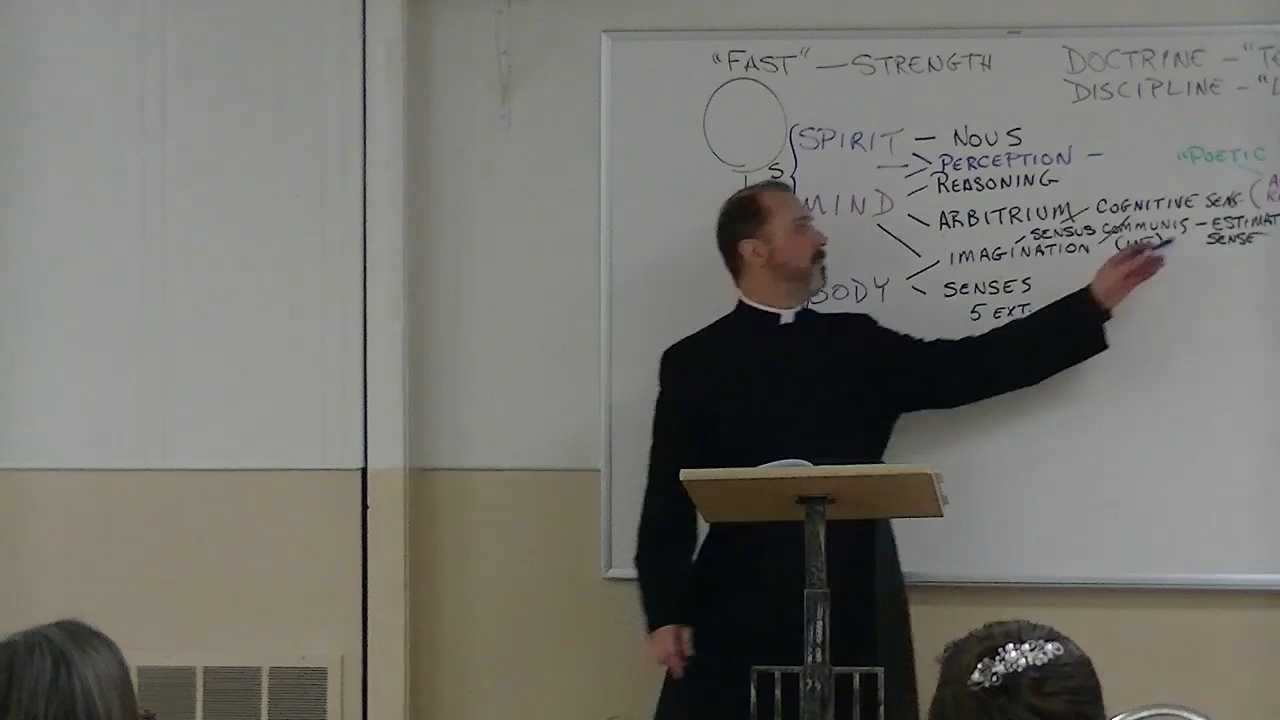 "FAST" — STRENGTH
DOCTRINE - "Te
DISCIPLINE - "L
SPIRIT — NOUS
PERCEPTION —
"POETIC
S
REASONING
MIND
ARBITRIUM
COGNITIVE SENS (
SENSUS COMMUNIS - ESTIMAT
SENSE
IMAGINATION
BODY
SENSES
5 EXT.